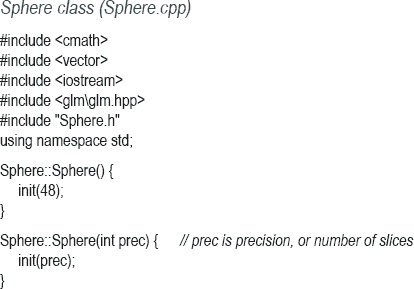 Sphere class (Sphere.cpp)
#include <cmath>
#include <vector>
#include <iostream>
#include <glm\glm.hpp>
#include "Sphere.h"
using namespace std;
Sphere::Sphere() {
init(48);
}
Sphere::Sphere(int prec) { // prec is precision, or number of slices
init(prec);
}